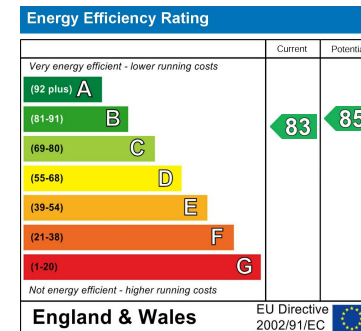 Energy Efficiency Rating
Current Potentia
Very energy efficient - lower running costs
(92 plus) A
(81-91) B
83 85
(69-80) C
(55-68) D
(39-54) E
(21-38) F
(1-20) G
Not energy efficient - higher running costs
England & Wales
EU Directive
2002/91/EC